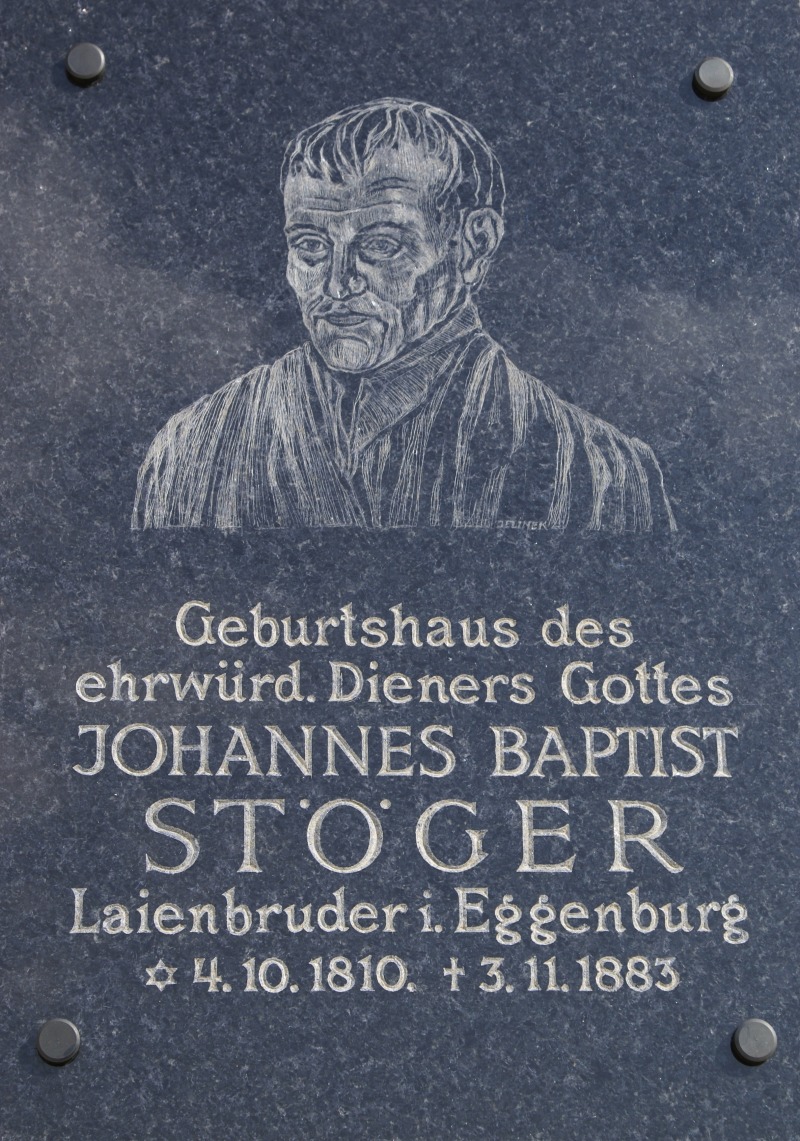 Geburtshaus des
ehrwürd. Dieners Gottes
JOHANNES BAPTIST
STÖGER
Laienbruder i. Eggenburg
✡ 4. 10. 1810. † 3. 11. 1883